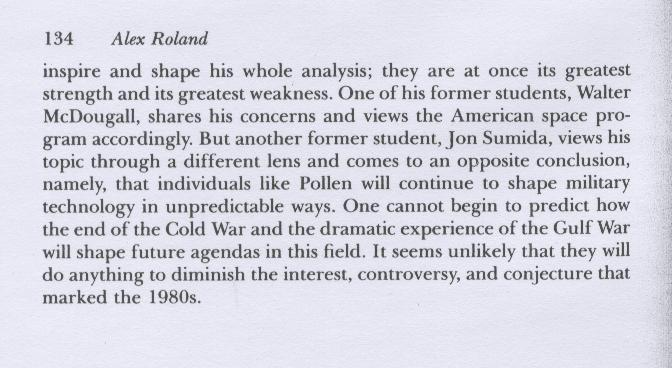 134 Alex Roland
inspire and shape his whole analysis; they are at once its greatest
strength and its greatest weakness. One of his former students, Walter
McDougall, shares his concerns and views the American space pro-
gram accordingly. But another former student, Jon Sumida, views his
topic through a different lens and comes to an opposite conclusion,
namely, that individuals like Pollen will continue to shape military
technology in unpredictable ways. One cannot begin to predict how
the end of the Cold War and the dramatic experience of the Gulf War
will shape future agendas in this field. It seems unlikely that they will
do anything to diminish the interest, controversy, and conjecture that
marked the 1980s.